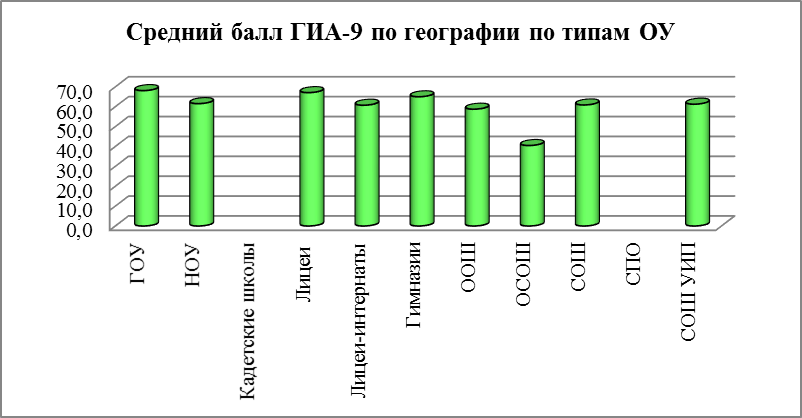 Средний балл ГИА-9 по географии по типам ОУ
70,0
60,0
50,0
40,0
30,0
20,0
10,0
0,0
ГОУ
НОУ
Кадетские школы
Лицеи
Лицеи-интернаты
Гимназии
ООШ
ОСОШ
СОШ
СПО
СОШ УИП